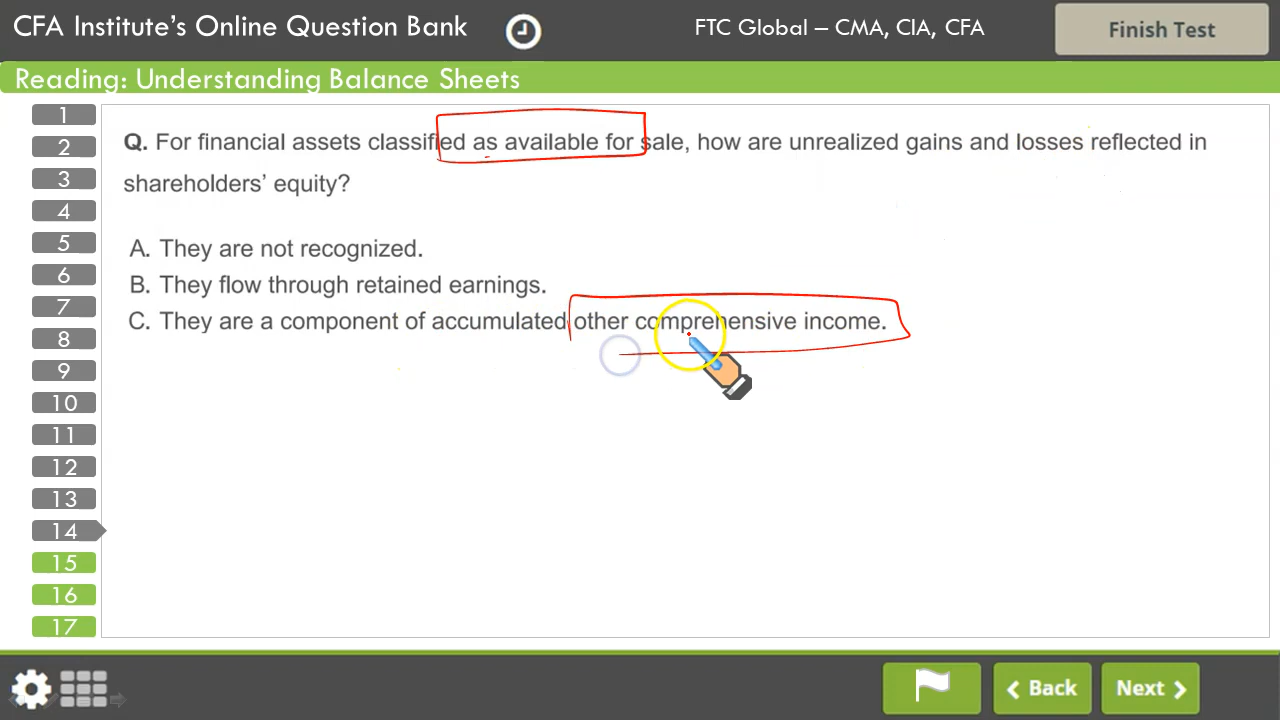 CFA Institute's Online Question Bank
FTC Global – CMA, CIA, CFA
Finish Test
Reading: Understanding Balance Sheets
1
2
3
4
5
6
7
8
9
10
11
12
13
14
15
16
17
Q. For financial assets classified as available for sale, how are unrealized gains and losses reflected in
shareholders' equity?
A. They are not recognized.
B. They flow through retained earnings.
C. They are a component of accumulated other comprehensive income.
Back
Next